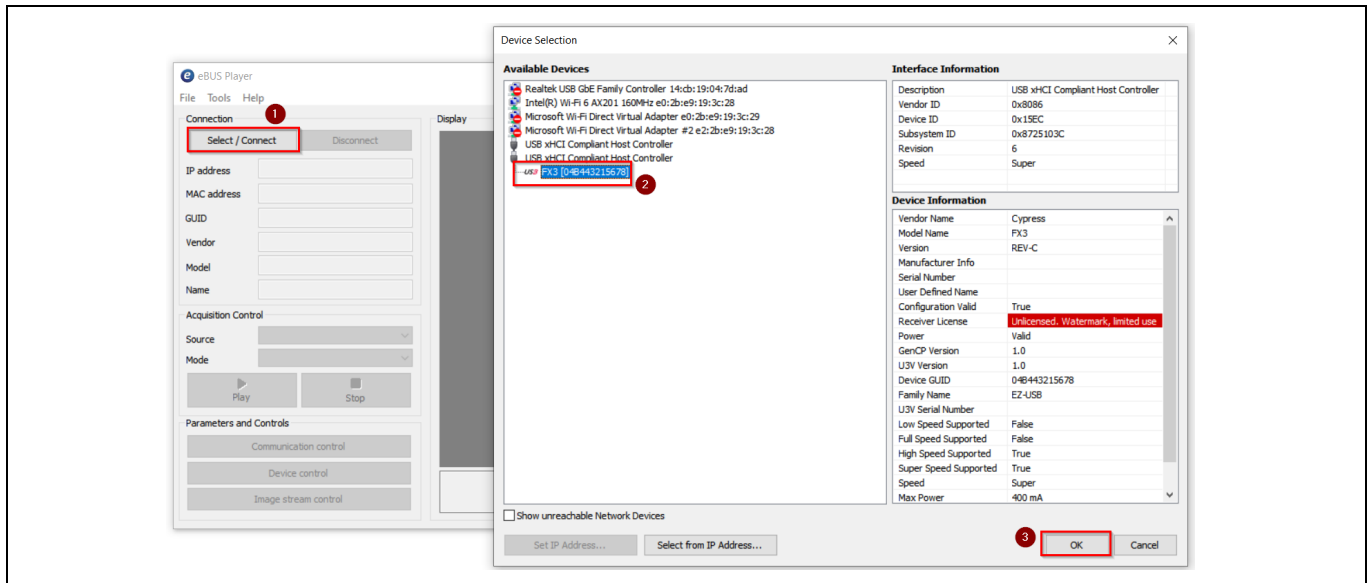 eBUS Player
File Tools Help
1
Connection
Select / Connect
Disconnect
IP address
MAC address
GUID
Vendor
Model
Name
Acquisition Control
Source
Mode
Play
Stop
Parameters and Controls
Communication control
Device control
Image stream control
Display
Device Selection
Available Devices
Realtek USB GbE Family Controller 14:cb:19:04:7d:ad
Intel(R) Wi-Fi 6 AX201 160MHz e0:2b:e9:19:3c:28
Microsoft Wi-Fi Direct Virtual Adapter e0:2b:e9:19:3c:29
Microsoft Wi-Fi Direct Virtual Adapter #2 e2:2b:e9:19:3c:28
USB xHCI Compliant Host Controller
USB xHCI Compliant Host Controller
US3 FX3 [04B443215678]
2
Show unreachable Network Devices
Set IP Address...
Select from IP Address...
Interface Information
Description USB xHCI Compliant Host Controller
Vendor ID 0x8086
Device ID 0x15EC
Subsystem ID 0x8725103C
Revision 6
Speed Super
Device Information
Vendor Name Cypress
Model Name FX3
Version REV-C
Manufacturer Info
Serial Number
User Defined Name
Configuration Valid True
Receiver License Unlicensed. Watermark, limited use
Power Valid
GenCP Version 1.0
U3V Version 1.0
Device GUID 04B443215678
Family Name EZ-USB
U3V Serial Number
Low Speed Supported False
Full Speed Supported False
High Speed Supported True
Super Speed Supported True
Speed Super
Max Power 400 mA
3
OK
Cancel